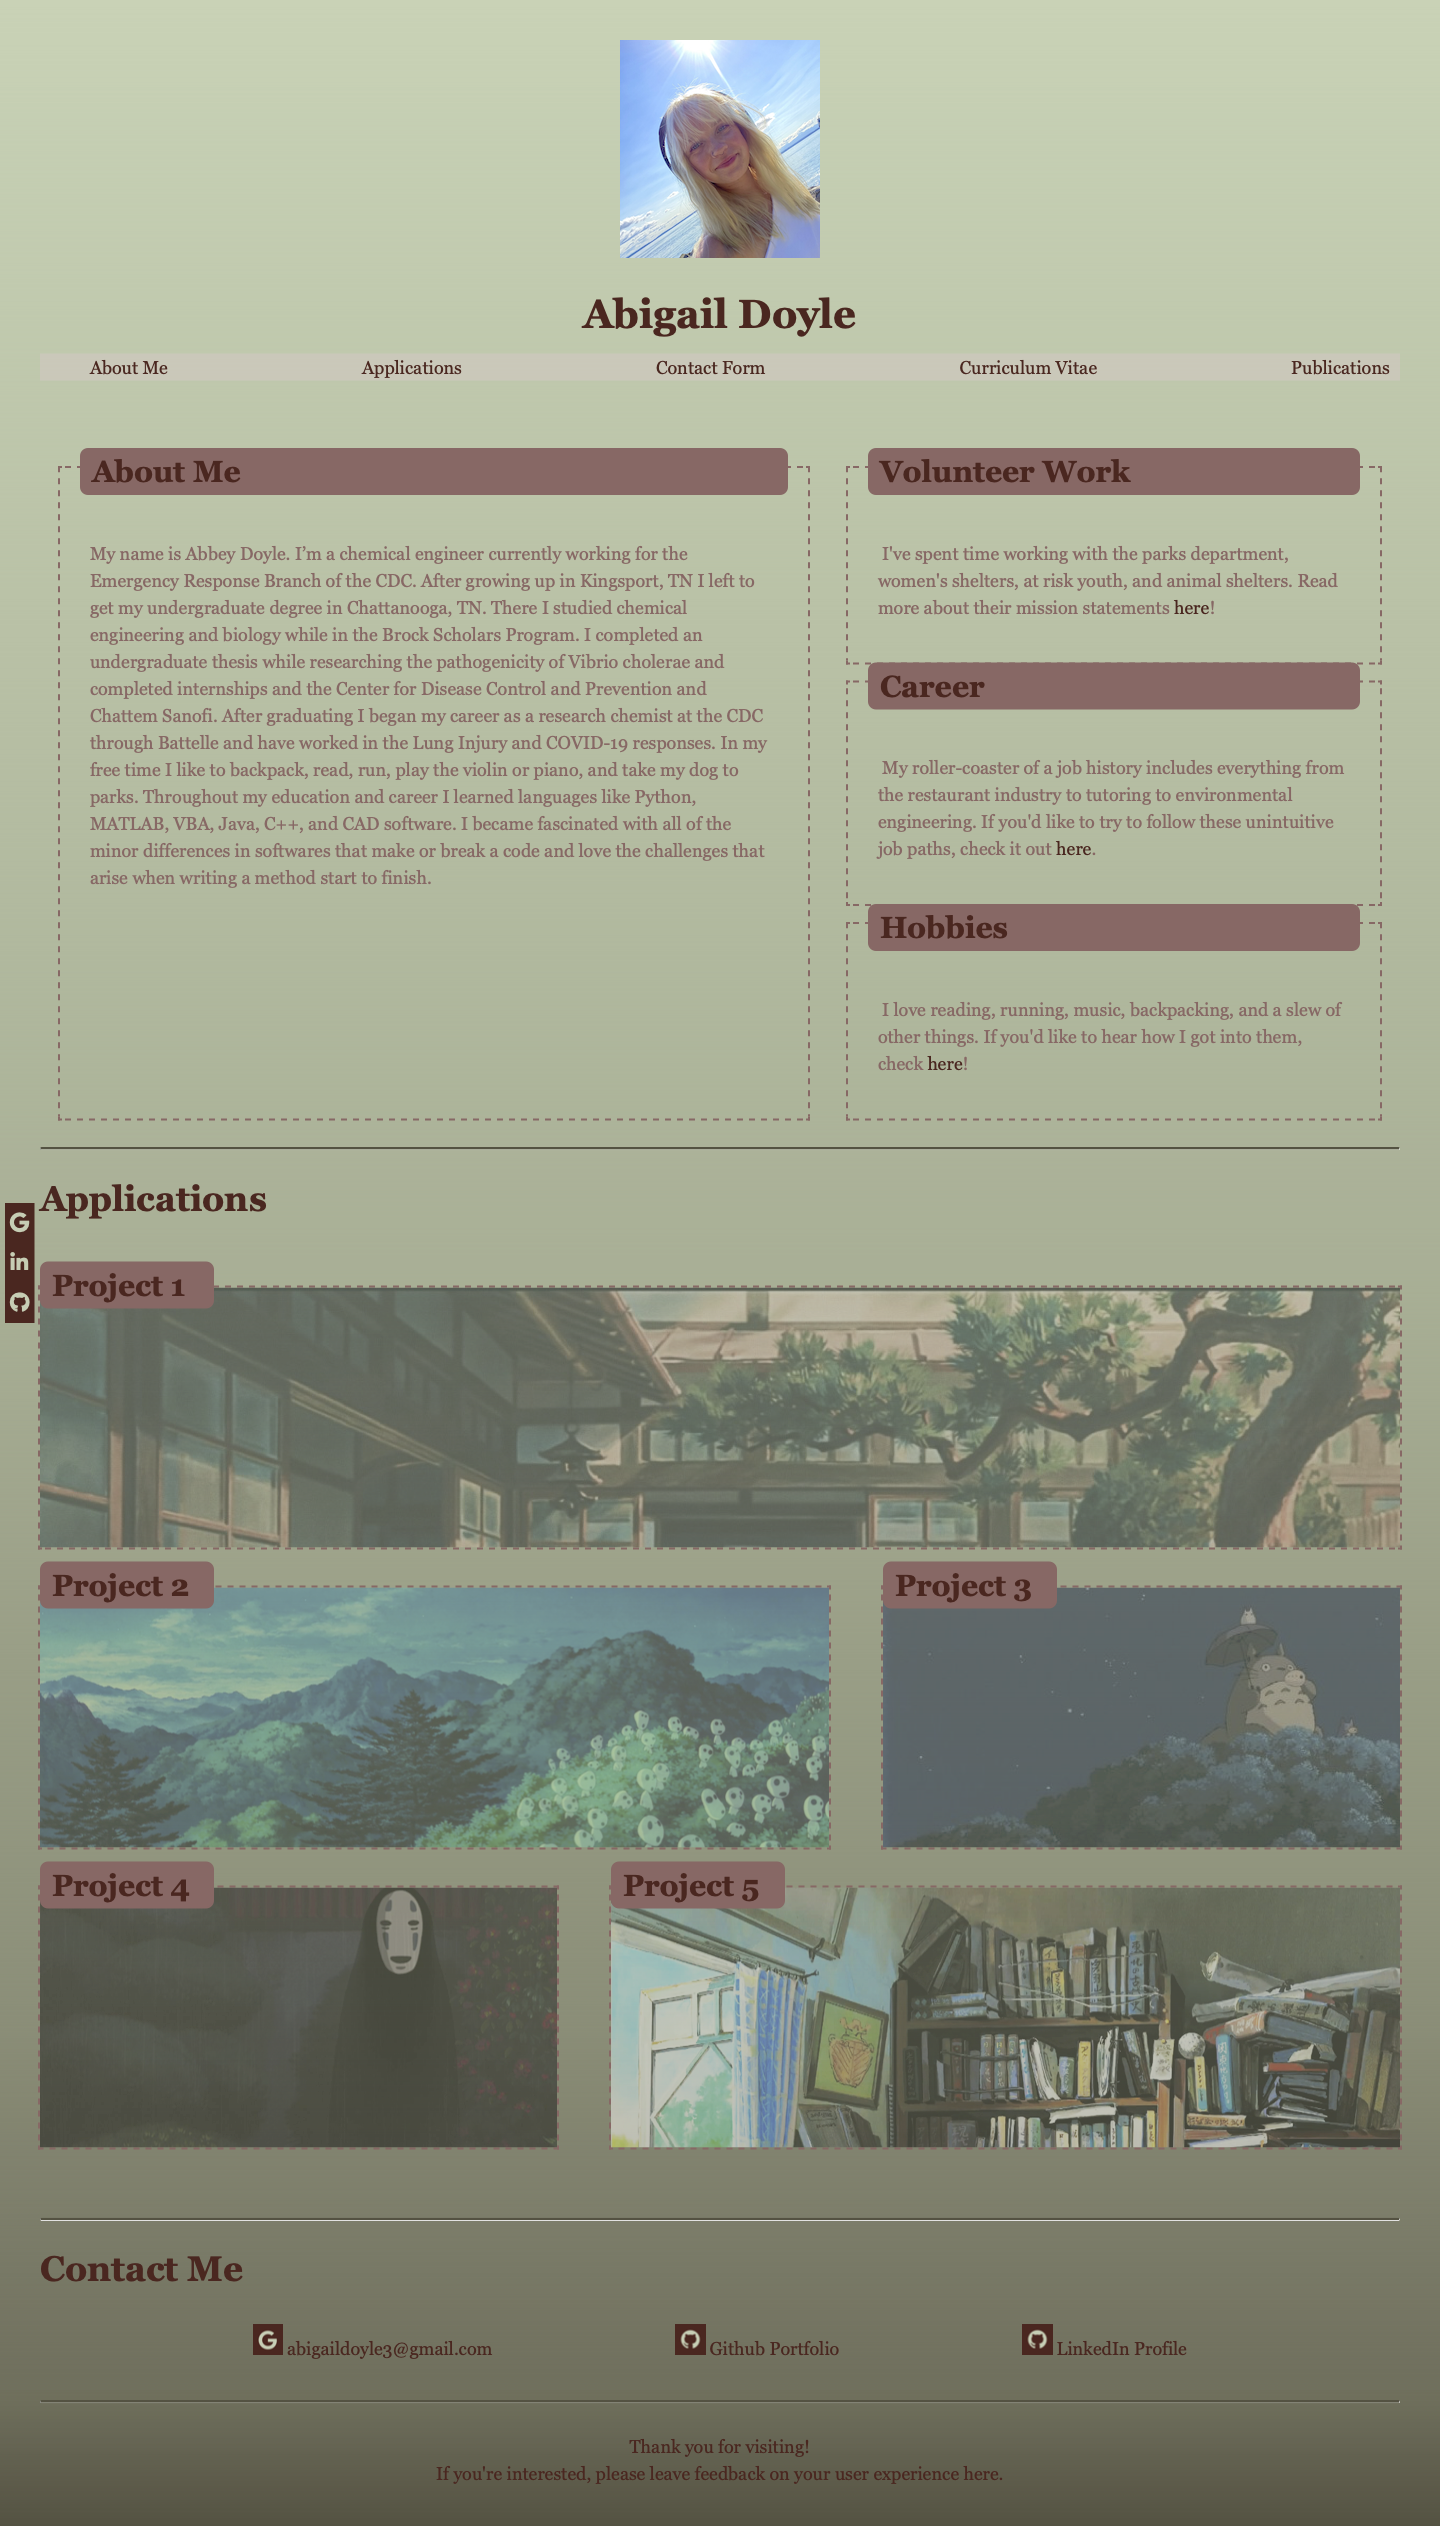 Abigail Doyle
About Me
Applications
Contact Form
Curriculum Vitae
Publications
About Me
My name is Abbey Doyle. I’m a chemical engineer currently working for the
Emergency Response Branch of the CDC. After growing up in Kingsport, TN I left to
get my undergraduate degree in Chattanooga, TN. There I studied chemical
engineering and biology while in the Brock Scholars Program. I completed an
undergraduate thesis while researching the pathogenicity of Vibrio cholerae and
completed internships and the Center for Disease Control and Prevention and
Chattem Sanofi. After graduating I began my career as a research chemist at the CDC
through Battelle and have worked in the Lung Injury and COVID-19 responses. In my
free time I like to backpack, read, run, play the violin or piano, and take my dog to
parks. Throughout my education and career I learned languages like Python,
MATLAB, VBA, Java, C++, and CAD software. I became fascinated with all of the
minor differences in softwares that make or break a code and love the challenges that
arise when writing a method start to finish.
Volunteer Work
I've spent time working with the parks department,
women's shelters, at risk youth, and animal shelters. Read
more about their mission statements here!
Career
My roller-coaster of a job history includes everything from
the restaurant industry to tutoring to environmental
engineering. If you'd like to try to follow these unintuitive
job paths, check it out here.
Hobbies
I love reading, running, music, backpacking, and a slew of
other things. If you'd like to hear how I got into them,
check here!
Applications
G
in
Project 1
Project 2
Project 3
Project 4
Project 5
Contact Me
G abigaildoyle3@gmail.com
Github Portfolio
LinkedIn Profile
Thank you for visiting!
If you're interested, please leave feedback on your user experience here.